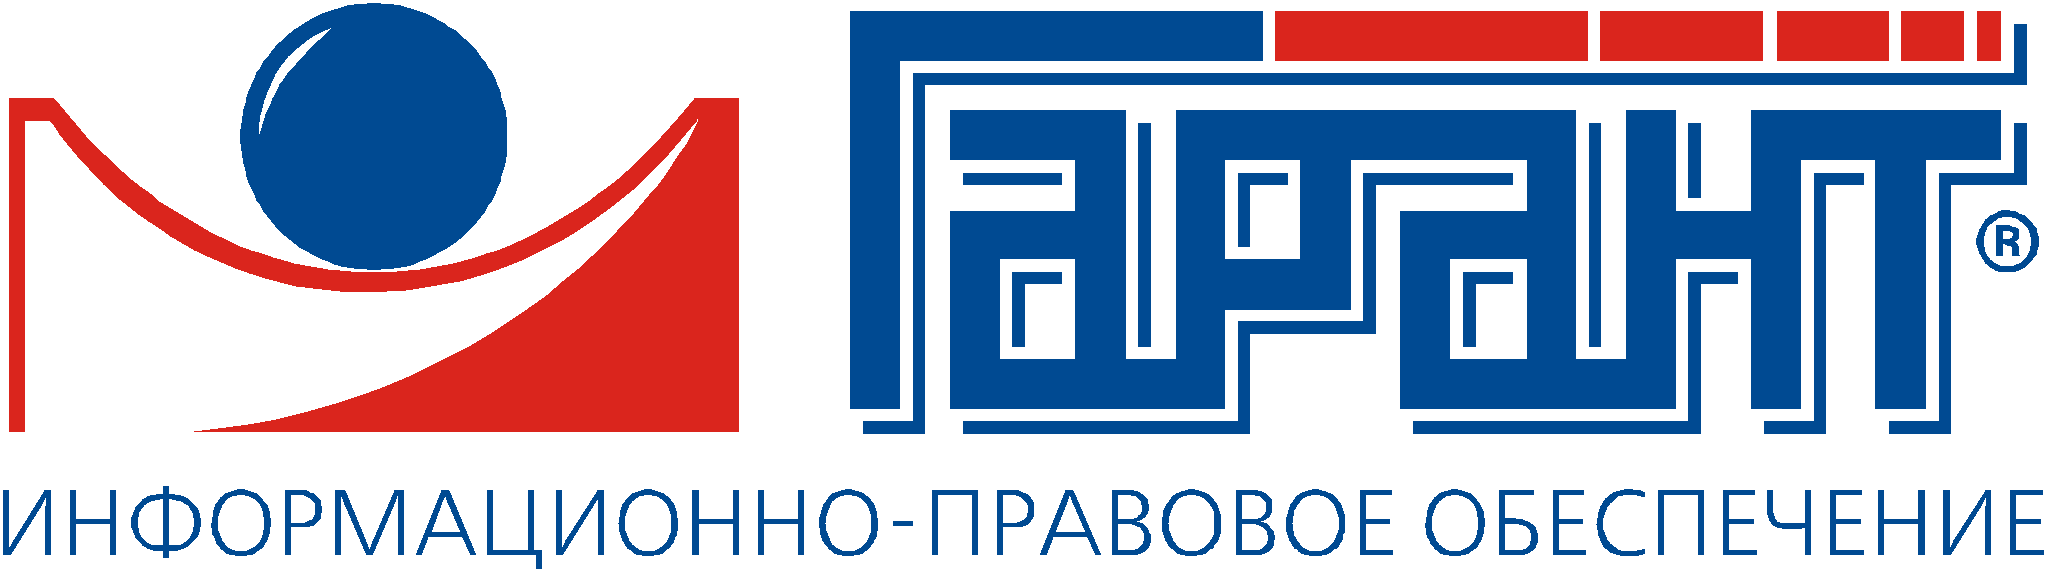 Гарант®
ИНФОРМАЦИОННО-ПРАВОВОЕ ОБЕСПЕЧЕНИЕ